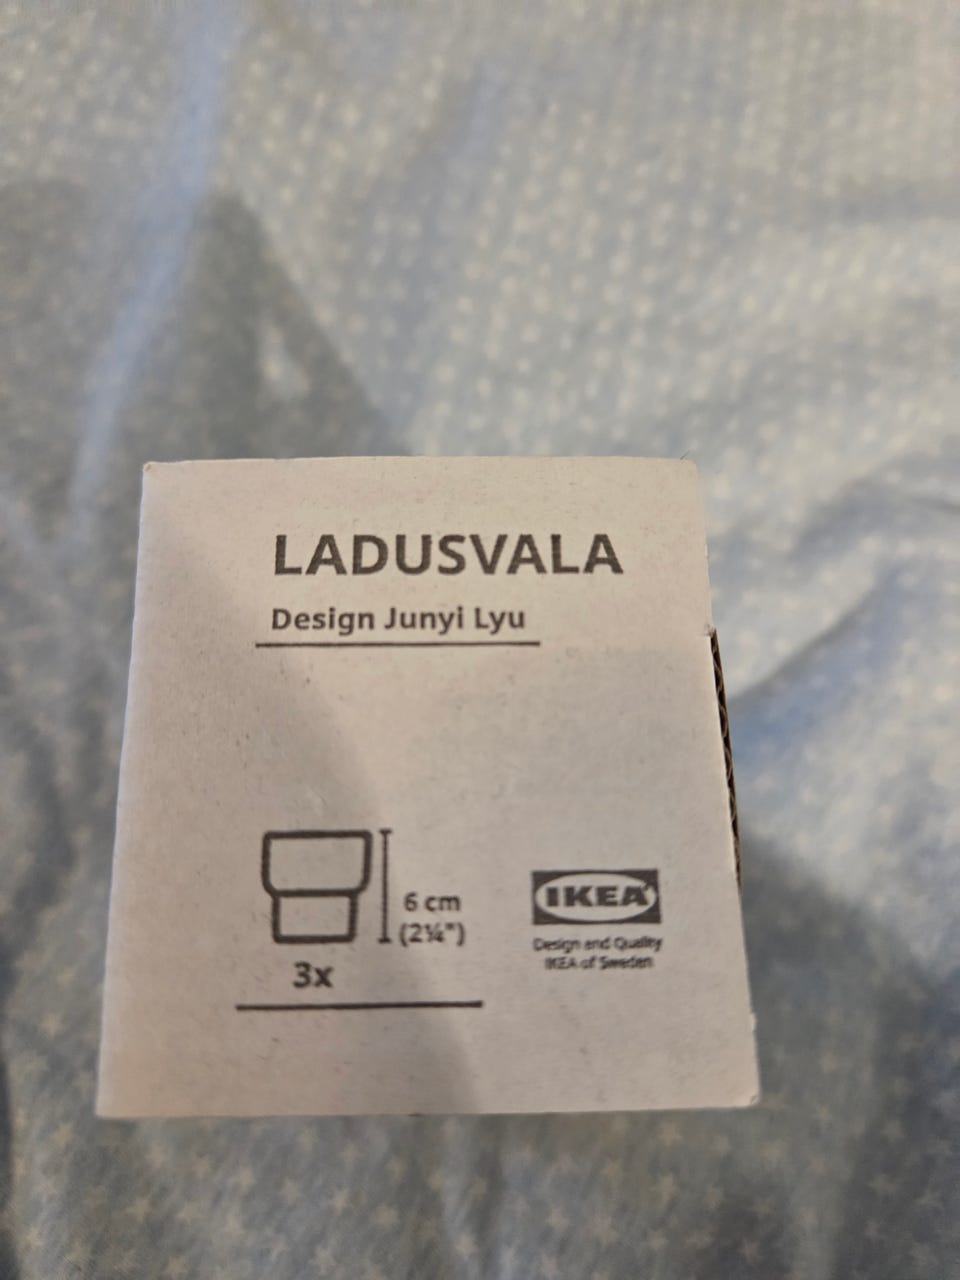 LADUSVALA
Design Junyi Lyu
6 cm
(2¼")
3x
IKEA
Design and Quality
IKEA of Sweden